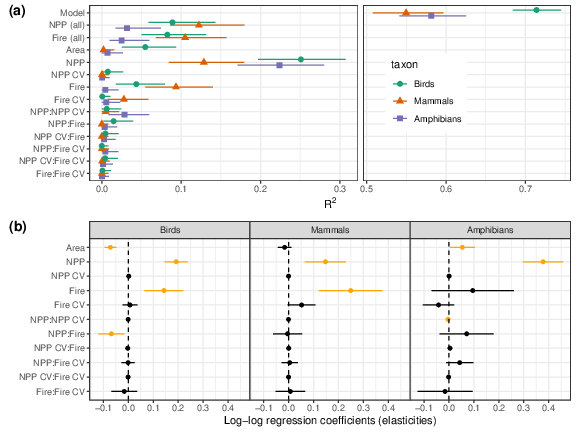 (a)
Model
NPP (all)
Fire (all)
Area
NPP
NPP CV
Fire
Fire CV
NPP:NPP CV
NPP:Fire
NPP CV:Fire
NPP:Fire CV
NPP CV:Fire CV
Fire:Fire CV
taxon
Birds
Mammals
Amphibians
0.0 0.1 0.2 0.3 0.5 0.6 0.7
R²
(b)
Birds Mammals Amphibians
Area
NPP
NPP CV
Fire
Fire CV
NPP:NPP CV
NPP:Fire
NPP CV:Fire
NPP:Fire CV
NPP CV:Fire CV
Fire:Fire CV
−0.1 0.0 0.1 0.2 0.3 0.4 −0.1 0.0 0.1 0.2 0.3 0.4 −0.1 0.0 0.1 0.2 0.3 0.4
Log−log regression coefficients (elasticities)